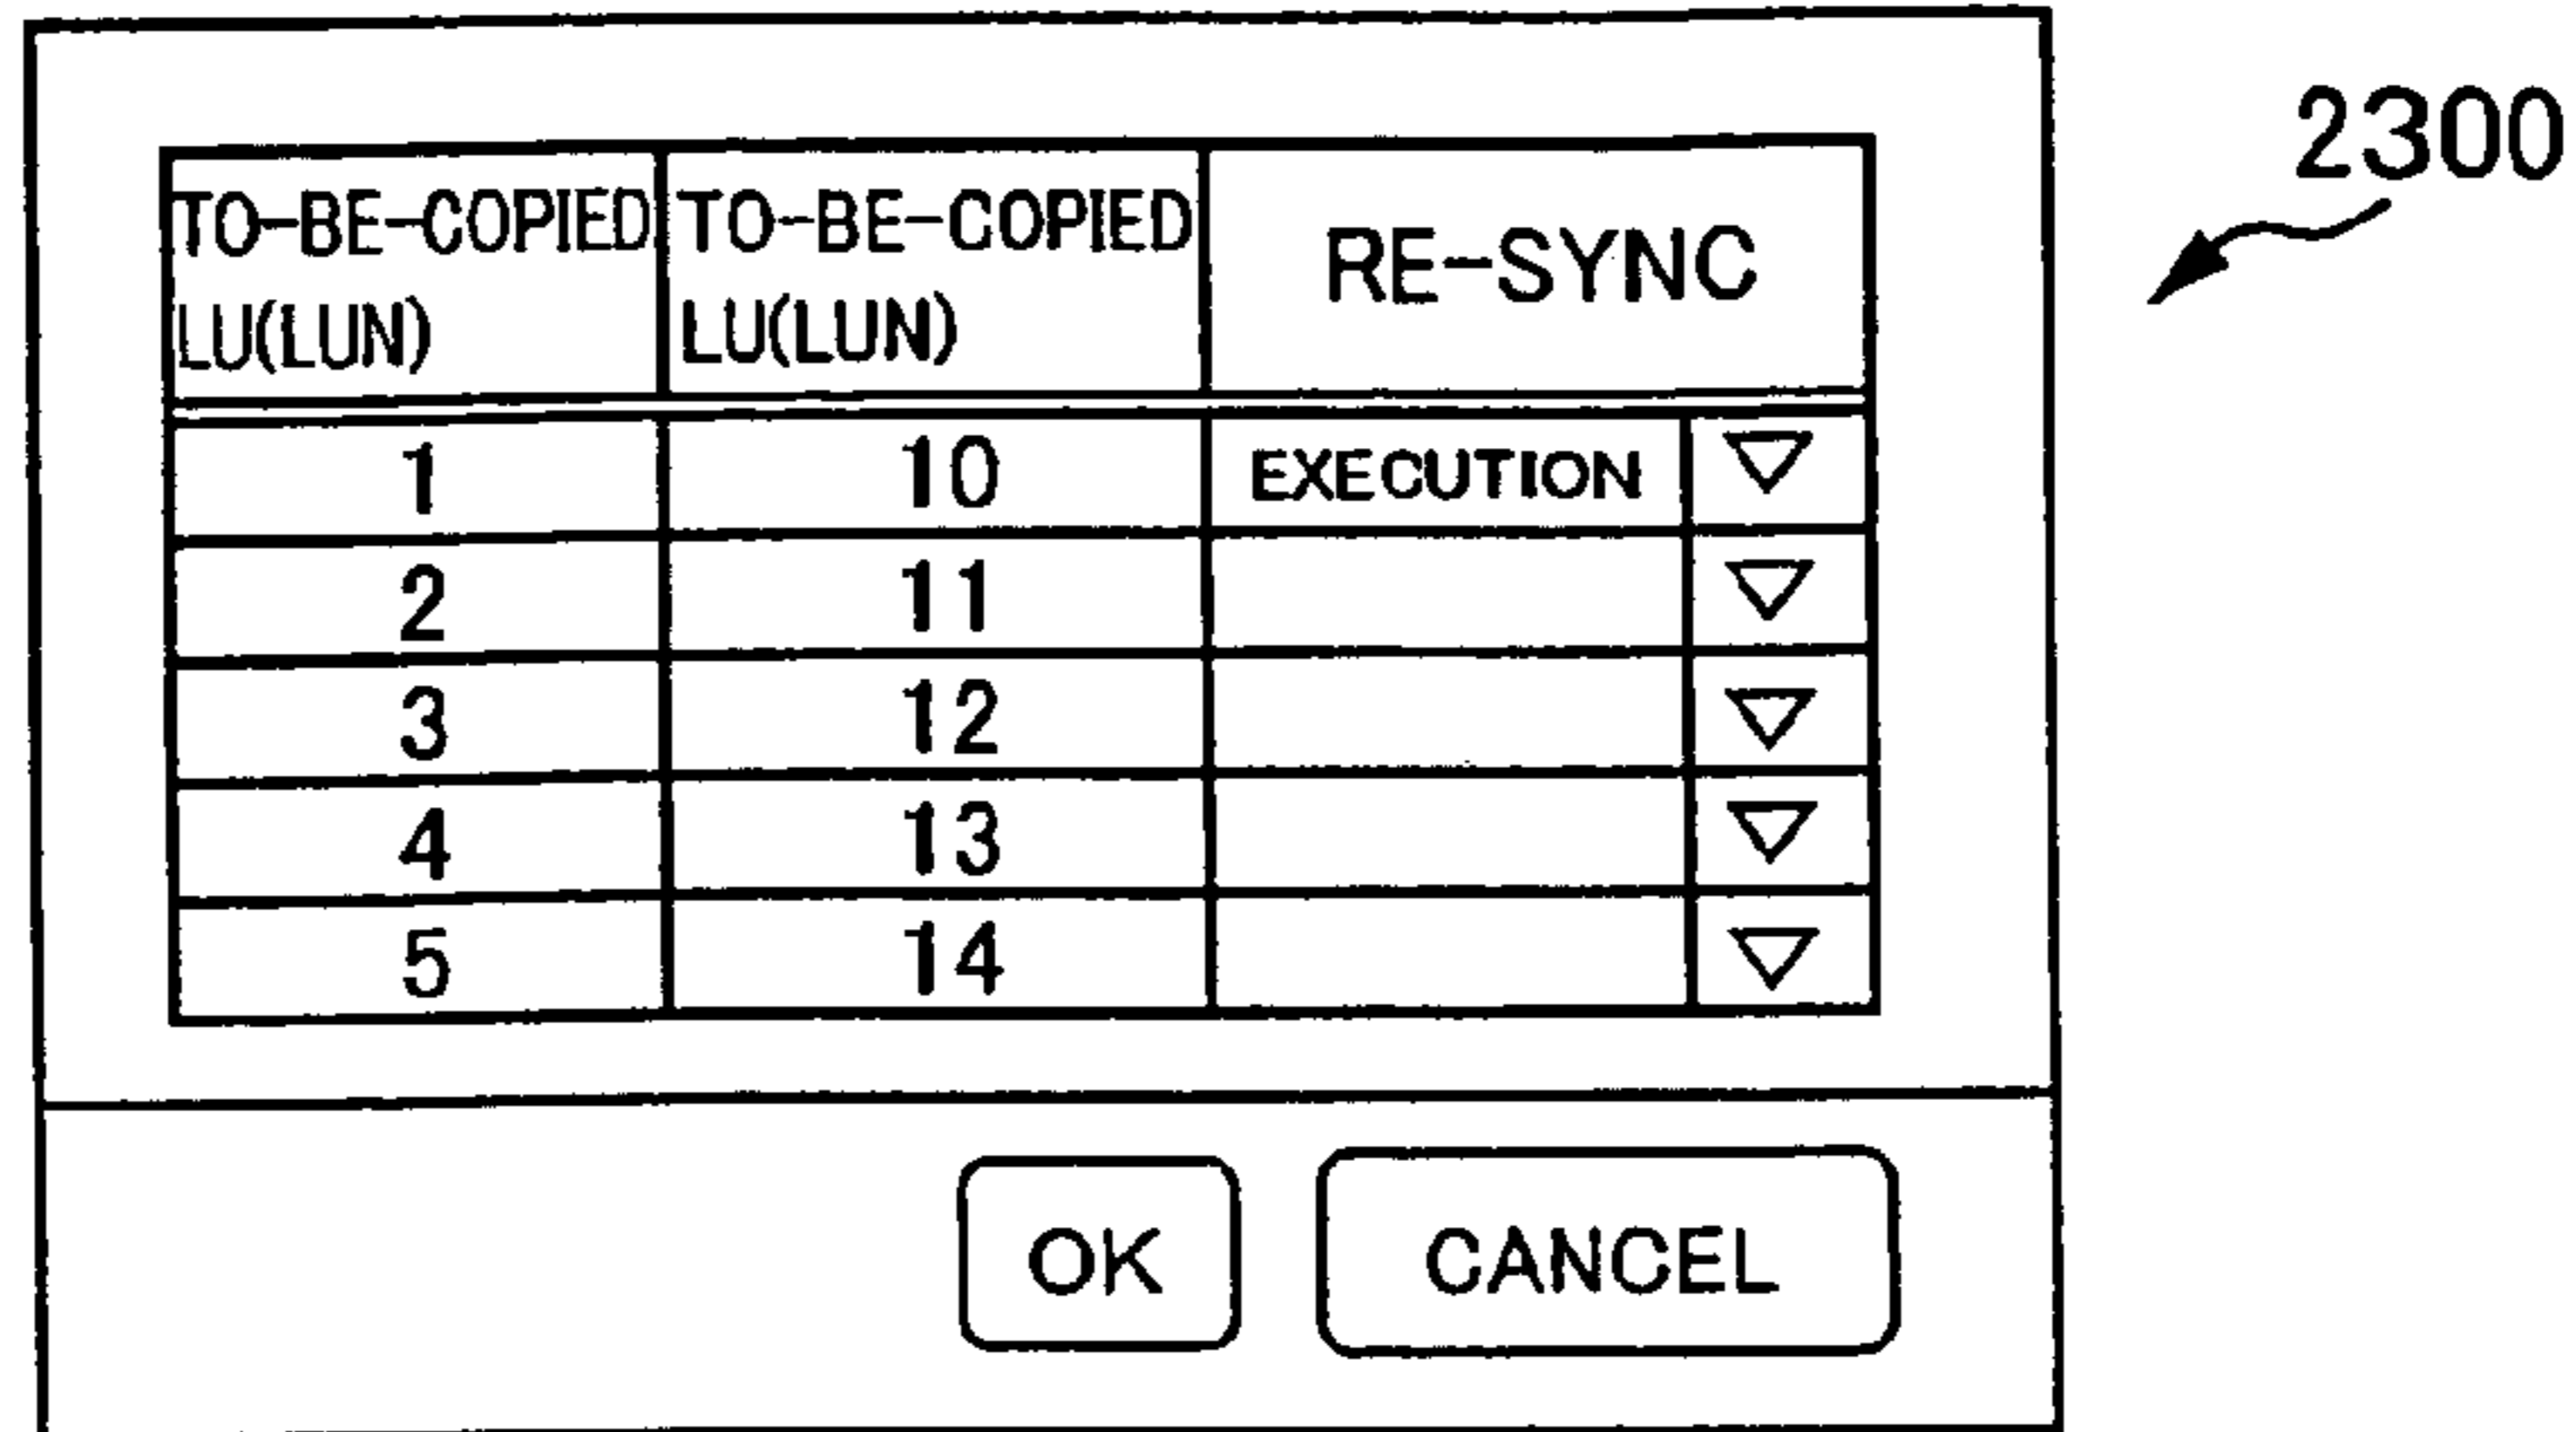 2300
TO-BE-COPIED LU(LUN) TO-BE-COPIED LU(LUN) RE-SYNC
1 10 EXECUTION ▽
2 11 ▽
3 12 ▽
4 13 ▽
5 14 ▽
OK CANCEL